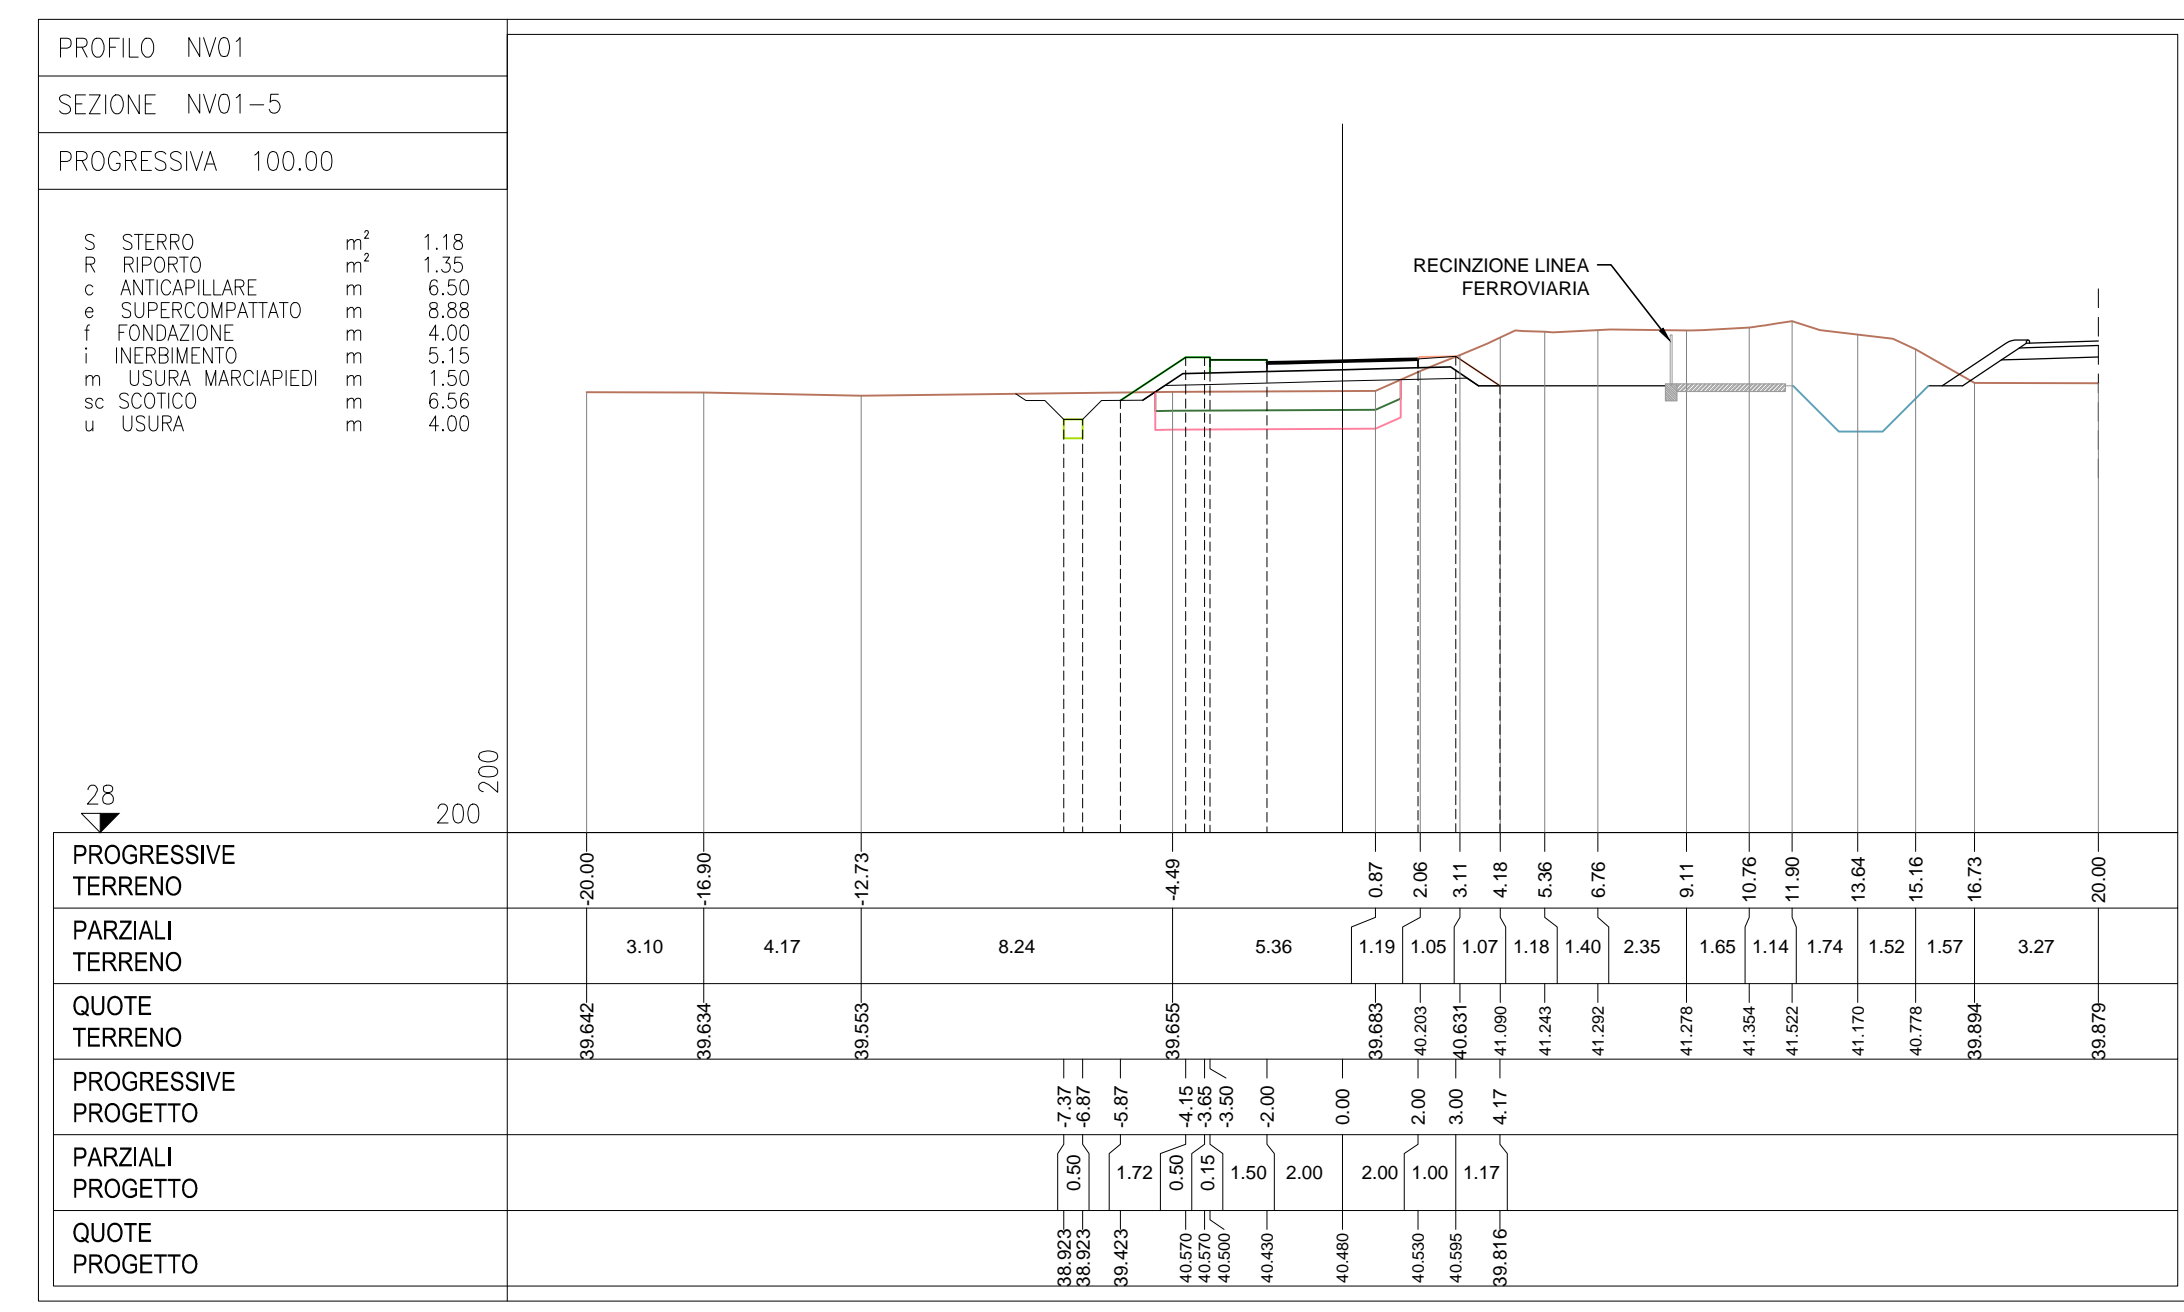 PROFILO NV01
SEZIONE NV01-5
PROGRESSIVA 100.00
S STERRO m² 1.18
R RIPORTO m² 1.35
c ANTICAPILLARE m 6.50
e SUPERCOMPATTATO m 8.88
f FONDAZIONE m 4.00
i INERBIMENTO m 5.15
m USURA MARCIAPIEDI m 1.50
sc SCOTICO m 6.56
u USURA m 4.00
RECINZIONE LINEA
FERROVIARIA
28
200
200
PROGRESSIVE
TERRENO
-20.00 -16.90 -12.73 -4.49 0.87 2.06 3.11 4.18 5.36 6.76 9.11 10.76 11.90 13.64 15.16 16.73 20.00
PARZIALI
TERRENO
3.10 4.17 8.24 5.36 1.19 1.05 1.07 1.18 1.40 2.35 1.65 1.14 1.74 1.52 1.57 3.27
QUOTE
TERRENO
39.642 39.634 39.553 39.655 39.683 40.203 40.631 41.090 41.243 41.292 41.278 41.354 41.522 41.170 40.778 39.894 39.879
PROGRESSIVE
PROGETTO
-7.37 -6.87 -5.87 -4.15 -3.65 -3.50 -2.00 0.00 2.00 3.00 4.17
PARZIALI
PROGETTO
0.50 1.72 0.50 0.15 1.50 2.00 2.00 1.00 1.17
QUOTE
PROGETTO
38.923 38.923 39.423 40.570 40.570 40.500 40.430 40.480 40.530 40.595 39.816